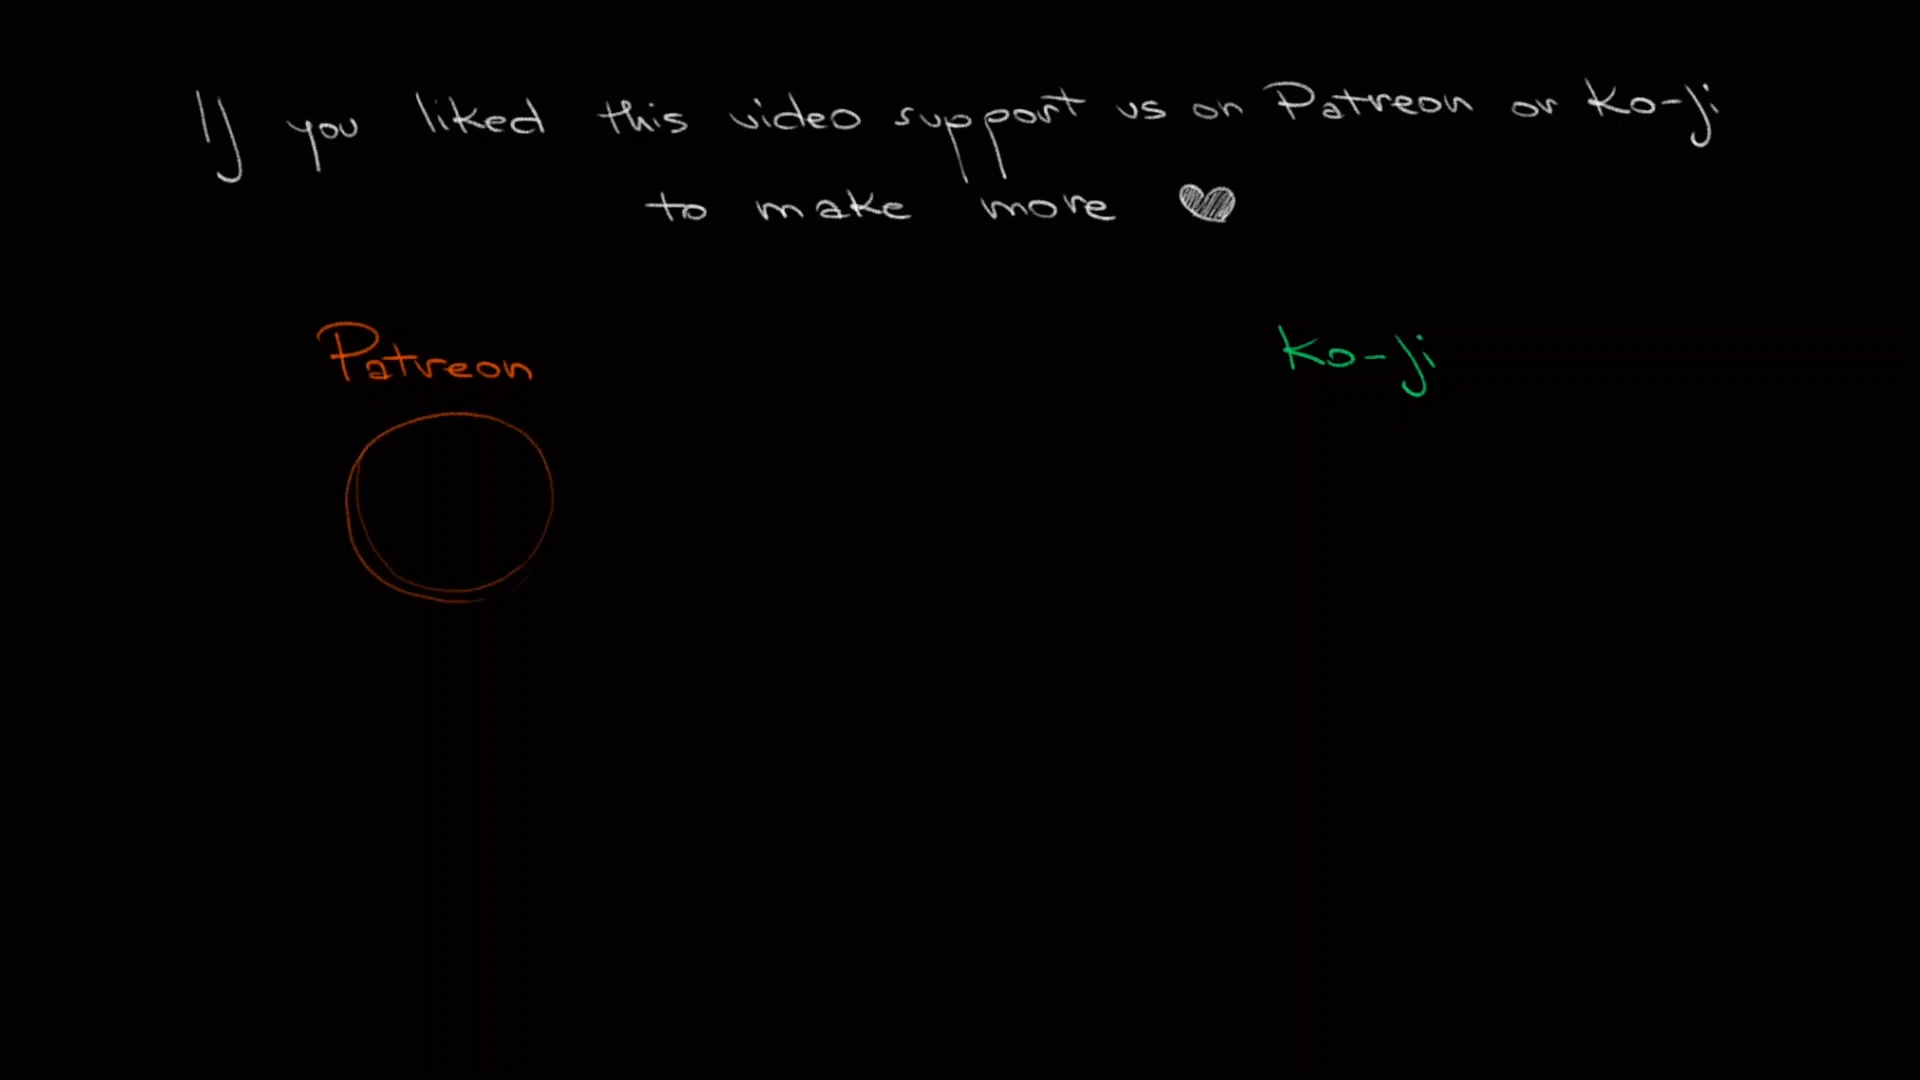 If you liked this video support us on Patreon or Ko-fi
to make more ♥
Patreon
Ko-fi